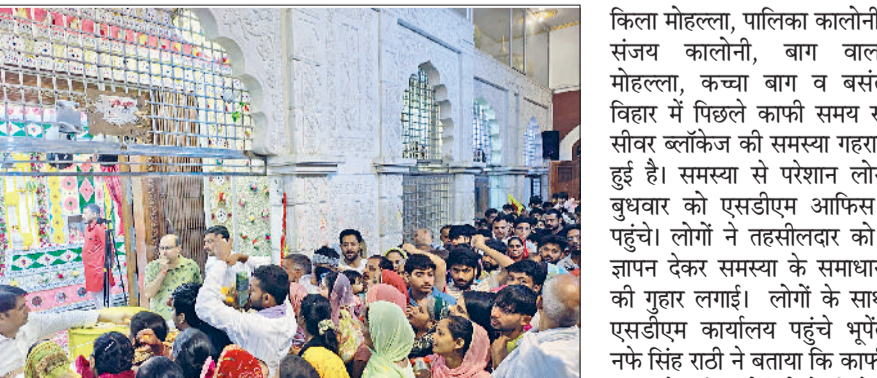 किला मोहल्ला, पालिका कालोनी
संजय कालोनी, बाग वाल
मोहल्ला, कच्चा बाग व बसंत
विहार में पिछले काफी समय स
सीवर ब्लॉकेज की समस्या गहरा
हुई है। समस्या से परेशान लोग
बुधवार को एसडीएम आफिस
पहुंचे। लोगों ने तहसीलदार को
ज्ञापन देकर समस्या के समाधान
की गुहार लगाई। लोगों के साथ
एसडीएम कार्यालय पहुंचे भूपें
नफे सिंह राठी ने बताया कि काफी